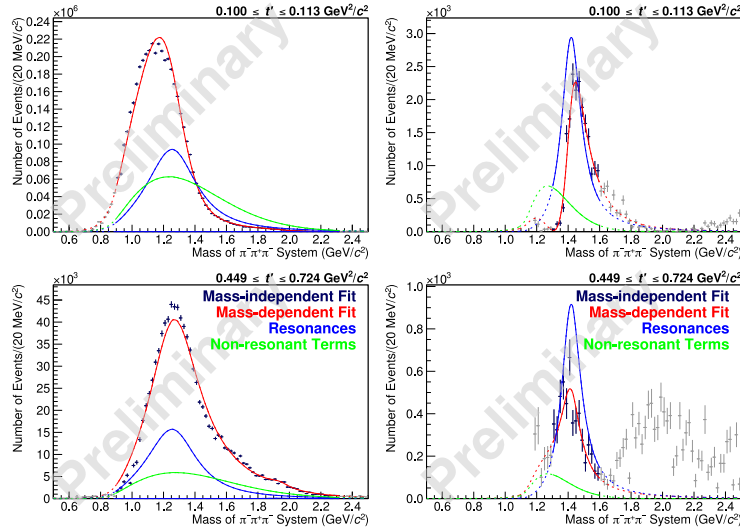 ×10⁶ 0.100 ≤ t′ ≤ 0.113 GeV²/c²
Number of Events/(20 MeV/c²)
0.24
0.22
0.20
0.18
0.16
0.14
0.12
0.10
0.08
0.06
0.04
0.02
0.00
Preliminary
0.6 0.8 1.0 1.2 1.4 1.6 1.8 2.0 2.2 2.4
Mass of π⁻π⁺π⁻ System (GeV/c²)
×10³ 0.100 ≤ t′ ≤ 0.113 GeV²/c²
Number of Events/(20 MeV/c²)
3.0
2.5
2.0
1.5
1.0
0.5
0.0
Preliminary
0.6 0.8 1.0 1.2 1.4 1.6 1.8 2.0 2.2 2.4
Mass of π⁻π⁺π⁻ System (GeV/c²)
×10³ 0.449 ≤ t′ ≤ 0.724 GeV²/c²
Mass-independent Fit
Mass-dependent Fit
Resonances
Non-resonant Terms
Number of Events/(20 MeV/c²)
45
40
35
30
25
20
15
10
5
0
Preliminary
0.6 0.8 1.0 1.2 1.4 1.6 1.8 2.0 2.2 2.4
Mass of π⁻π⁺π⁻ System (GeV/c²)
×10³ 0.449 ≤ t′ ≤ 0.724 GeV²/c²
Mass-independent Fit
Mass-dependent Fit
Resonances
Non-resonant Terms
Number of Events/(20 MeV/c²)
1.0
0.8
0.6
0.4
0.2
0.0
Preliminary
0.6 0.8 1.0 1.2 1.4 1.6 1.8 2.0 2.2 2.4
Mass of π⁻π⁺π⁻ System (GeV/c²)